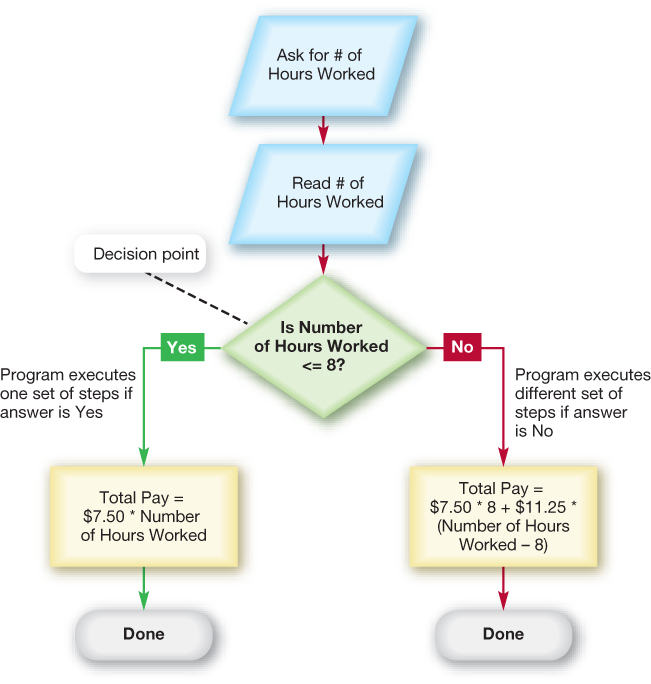 Ask for # of
Hours Worked
Read # of
Hours Worked
Decision point
Is Number
of Hours Worked
<= 8?
Yes
No
Program executes
one set of steps if
answer is Yes
Program executes
different set of
steps if answer
is No
Total Pay =
$7.50 * Number
of Hours Worked
Total Pay =
$7.50 * 8 + $11.25 *
(Number of Hours
Worked – 8)
Done
Done